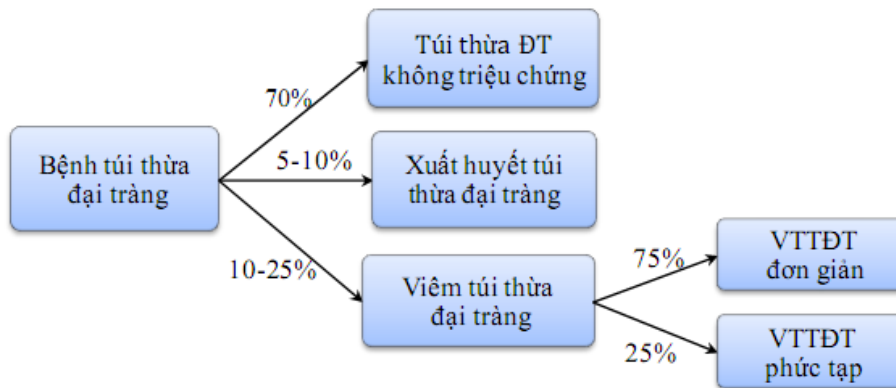 Túi thừa ĐT
không triệu chứng
70%
Bệnh túi thừa
đại tràng
5-10%
Xuất huyết túi
thừa đại tràng
10-25%
Viêm túi thừa
đại tràng
75%
VTTĐT
đơn giản
25%
VTTĐT
phức tạp